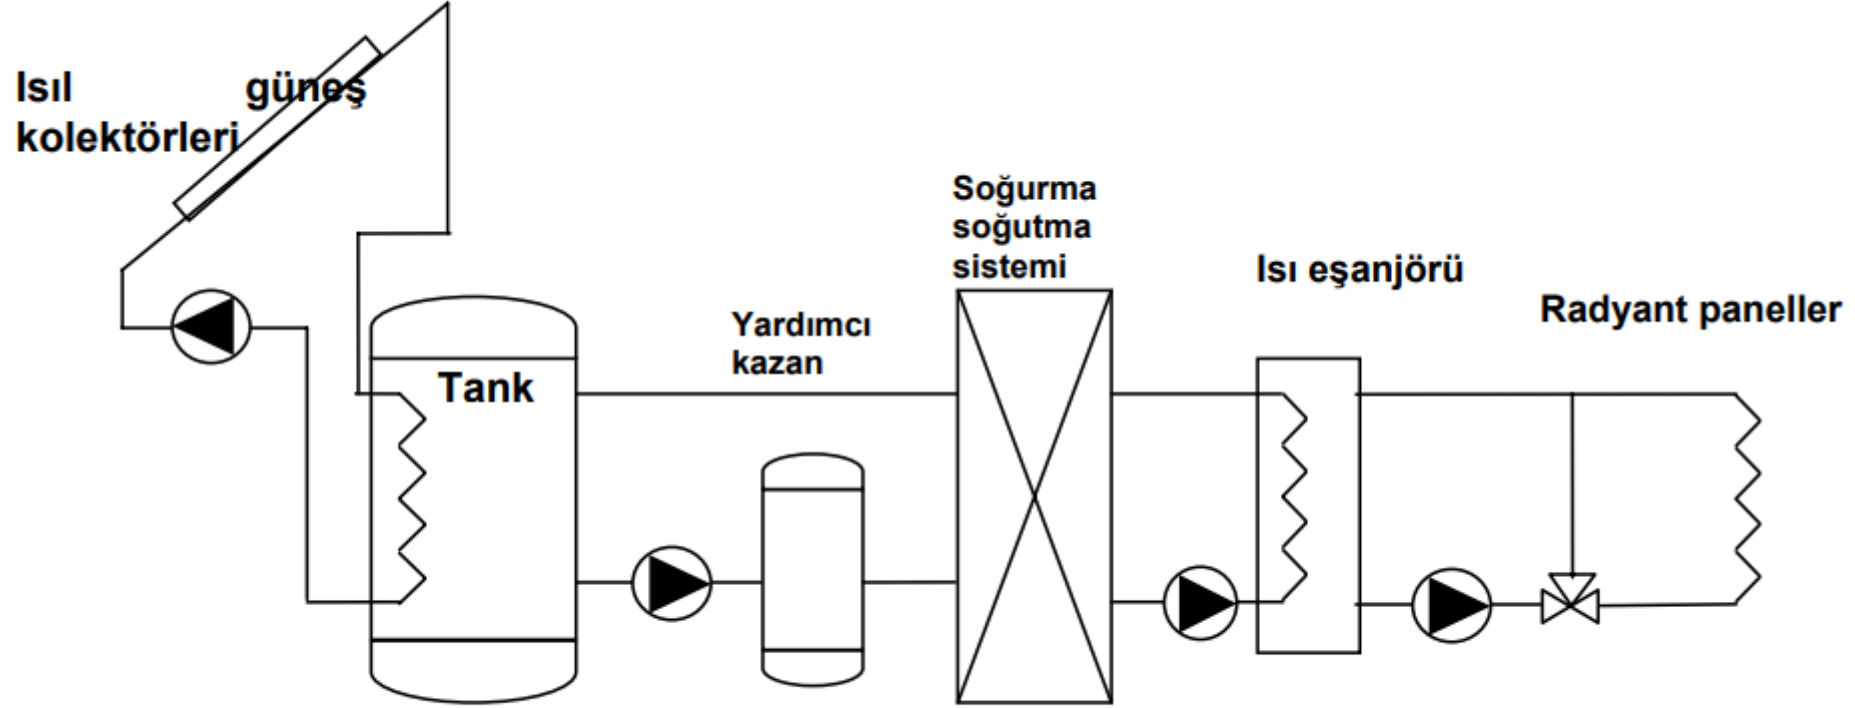 Isıl güneş
kolektörleri
Tank
Yardımcı
kazan
Soğurma
soğutma
sistemi
Isı eşanjörü
Radyant paneller